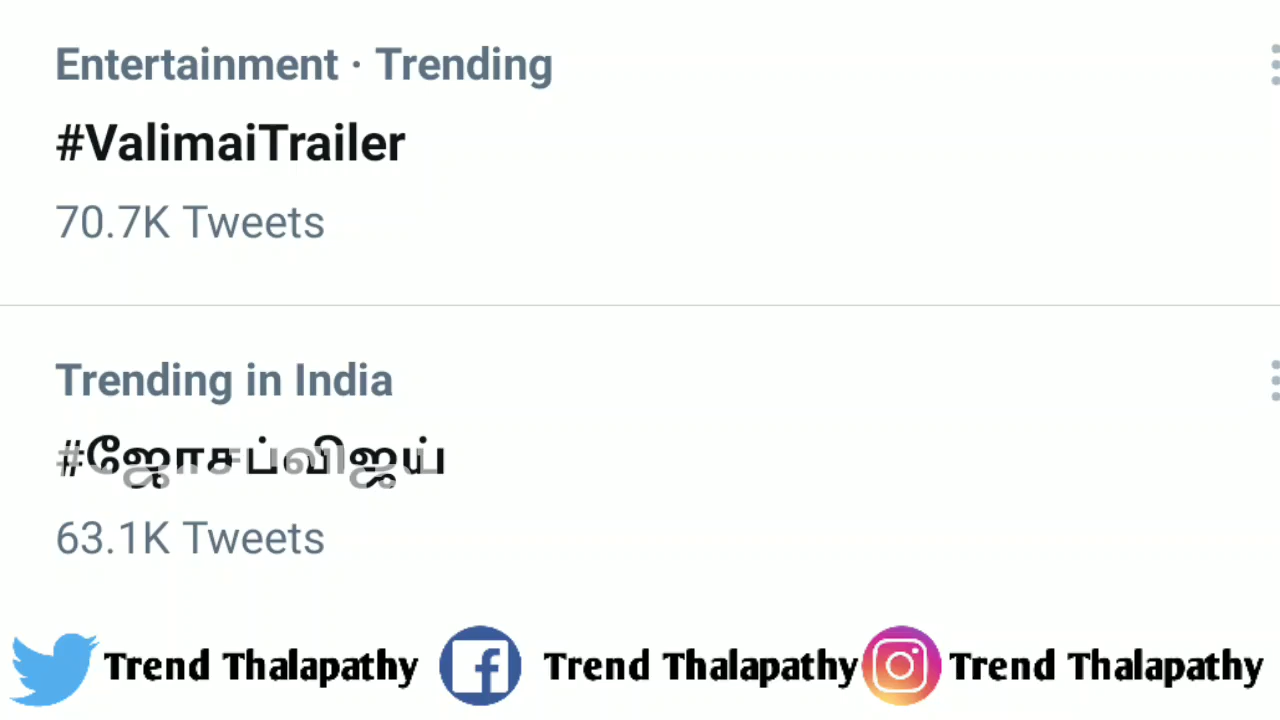 Entertainment · Trending
#ValimaiTrailer
70.7K Tweets
Trending in India
#ஜோசப்விஜய்
63.1K Tweets
Trend Thalapathy Trend Thalapathy Trend Thalapathy